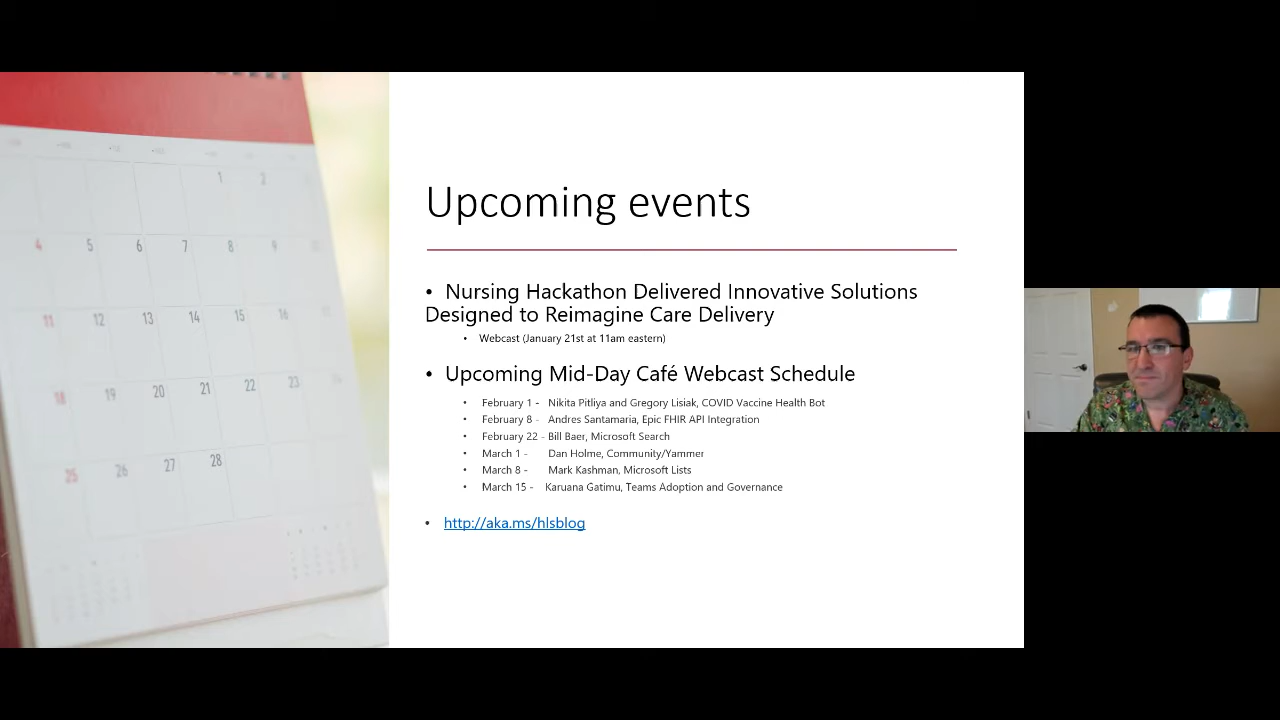 1 2
4 5 6 7 8 9
11 12 13 14 15 16
18 19 20 21 22 23
25 26 27 28
Upcoming events
• Nursing Hackathon Delivered Innovative Solutions
Designed to Reimagine Care Delivery
• Webcast (January 21st at 11am eastern)
• Upcoming Mid-Day Café Webcast Schedule
• February 1 - Nikita Pitliya and Gregory Lisiak, COVID Vaccine Health Bot
• February 8 - Andres Santamaria, Epic FHIR API Integration
• February 22 - Bill Baer, Microsoft Search
• March 1 - Dan Holme, Community/Yammer
• March 8 - Mark Kashman, Microsoft Lists
• March 15 - Karuana Gatimu, Teams Adoption and Governance
• http://aka.ms/hlsblog